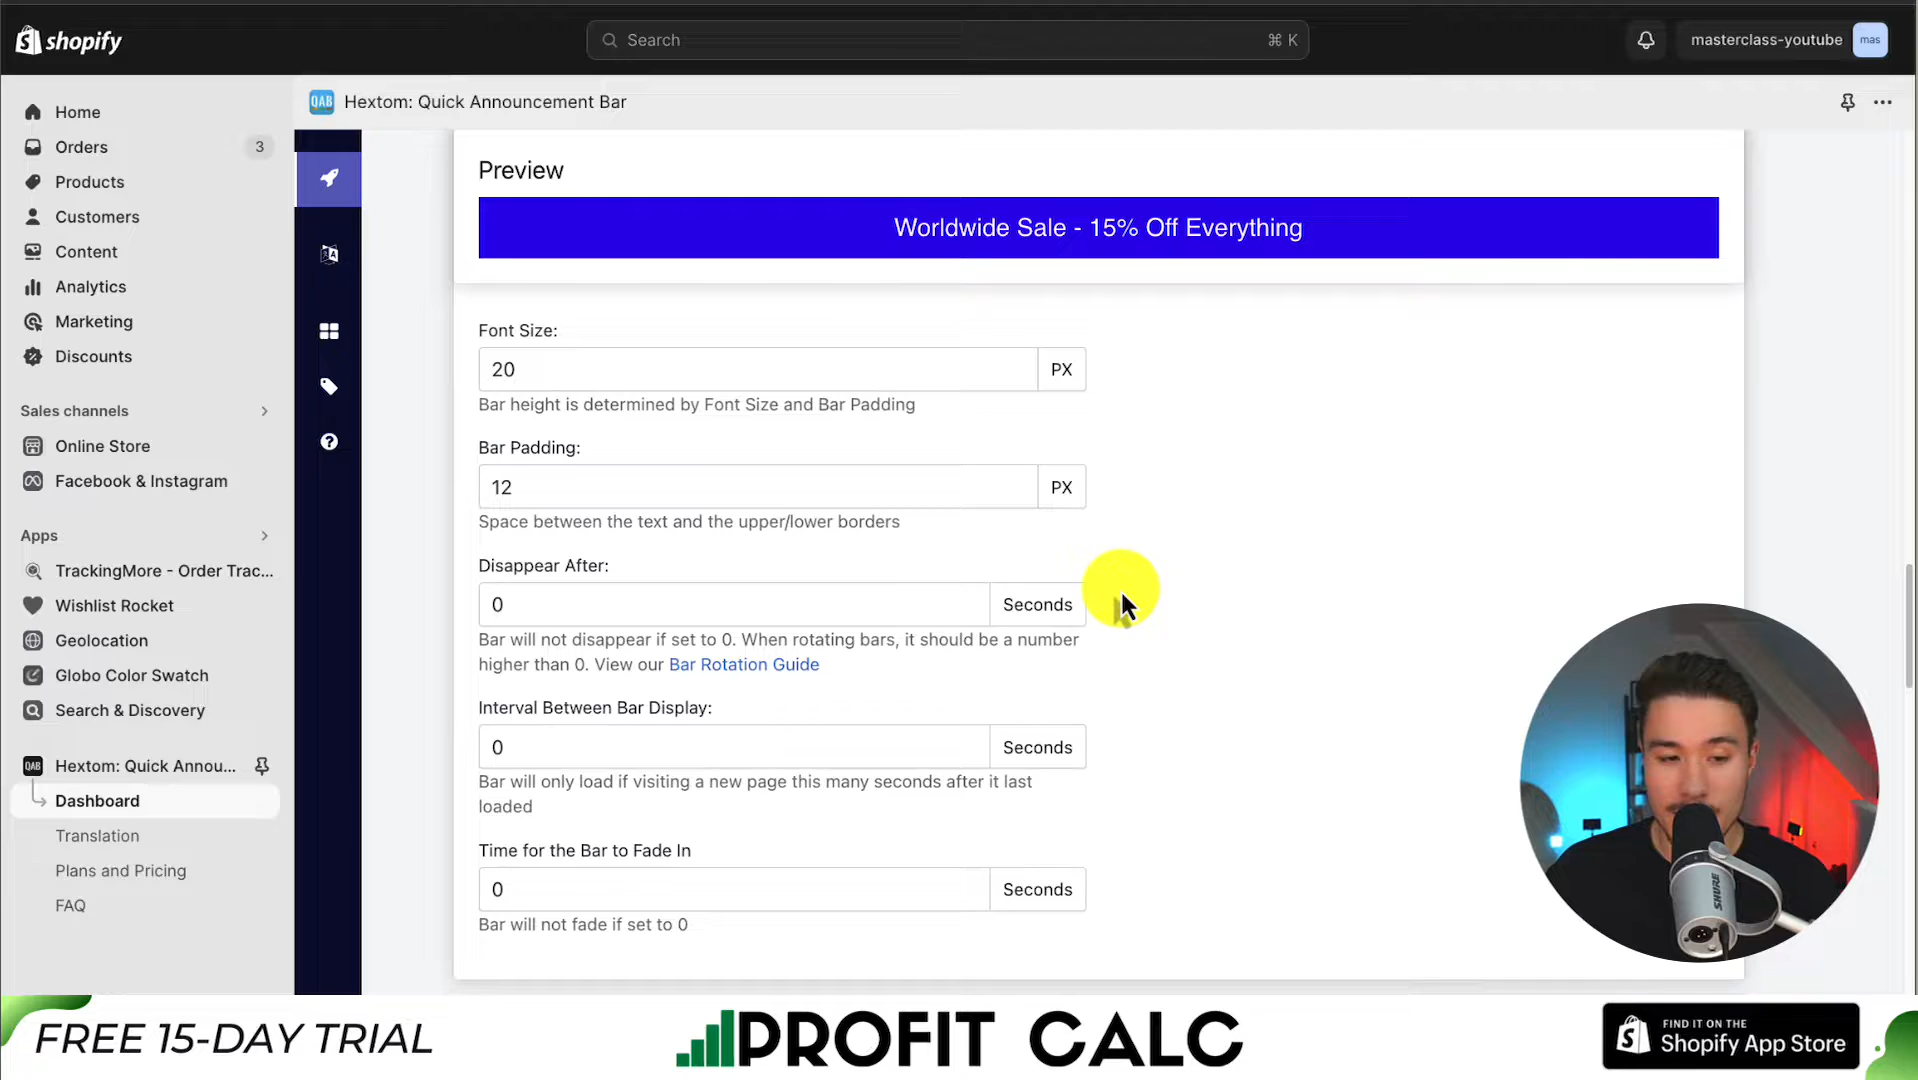 shopify
Search
⌘ K
masterclass-youtube
mas
Home
Orders
3
Products
Customers
Content
Analytics
Marketing
Discounts
Sales channels
Online Store
Facebook & Instagram
Apps
TrackingMore - Order Trac...
Wishlist Rocket
Geolocation
Globo Color Swatch
Search & Discovery
QAB
Hextom: Quick Annou...
Dashboard
Translation
Plans and Pricing
FAQ
QAB
Hextom: Quick Announcement Bar
Preview
Worldwide Sale - 15% Off Everything
Font Size:
20
PX
Bar height is determined by Font Size and Bar Padding
Bar Padding:
12
PX
Space between the text and the upper/lower borders
Disappear After:
0
Seconds
Bar will not disappear if set to 0. When rotating bars, it should be a number
higher than 0. View our Bar Rotation Guide
Interval Between Bar Display:
0
Seconds
Bar will only load if visiting a new page this many seconds after it last
loaded
Time for the Bar to Fade In
0
Seconds
Bar will not fade if set to 0
SHURE
FREE 15-DAY TRIAL
PROFIT CALC
FIND IT ON THE
Shopify App Store